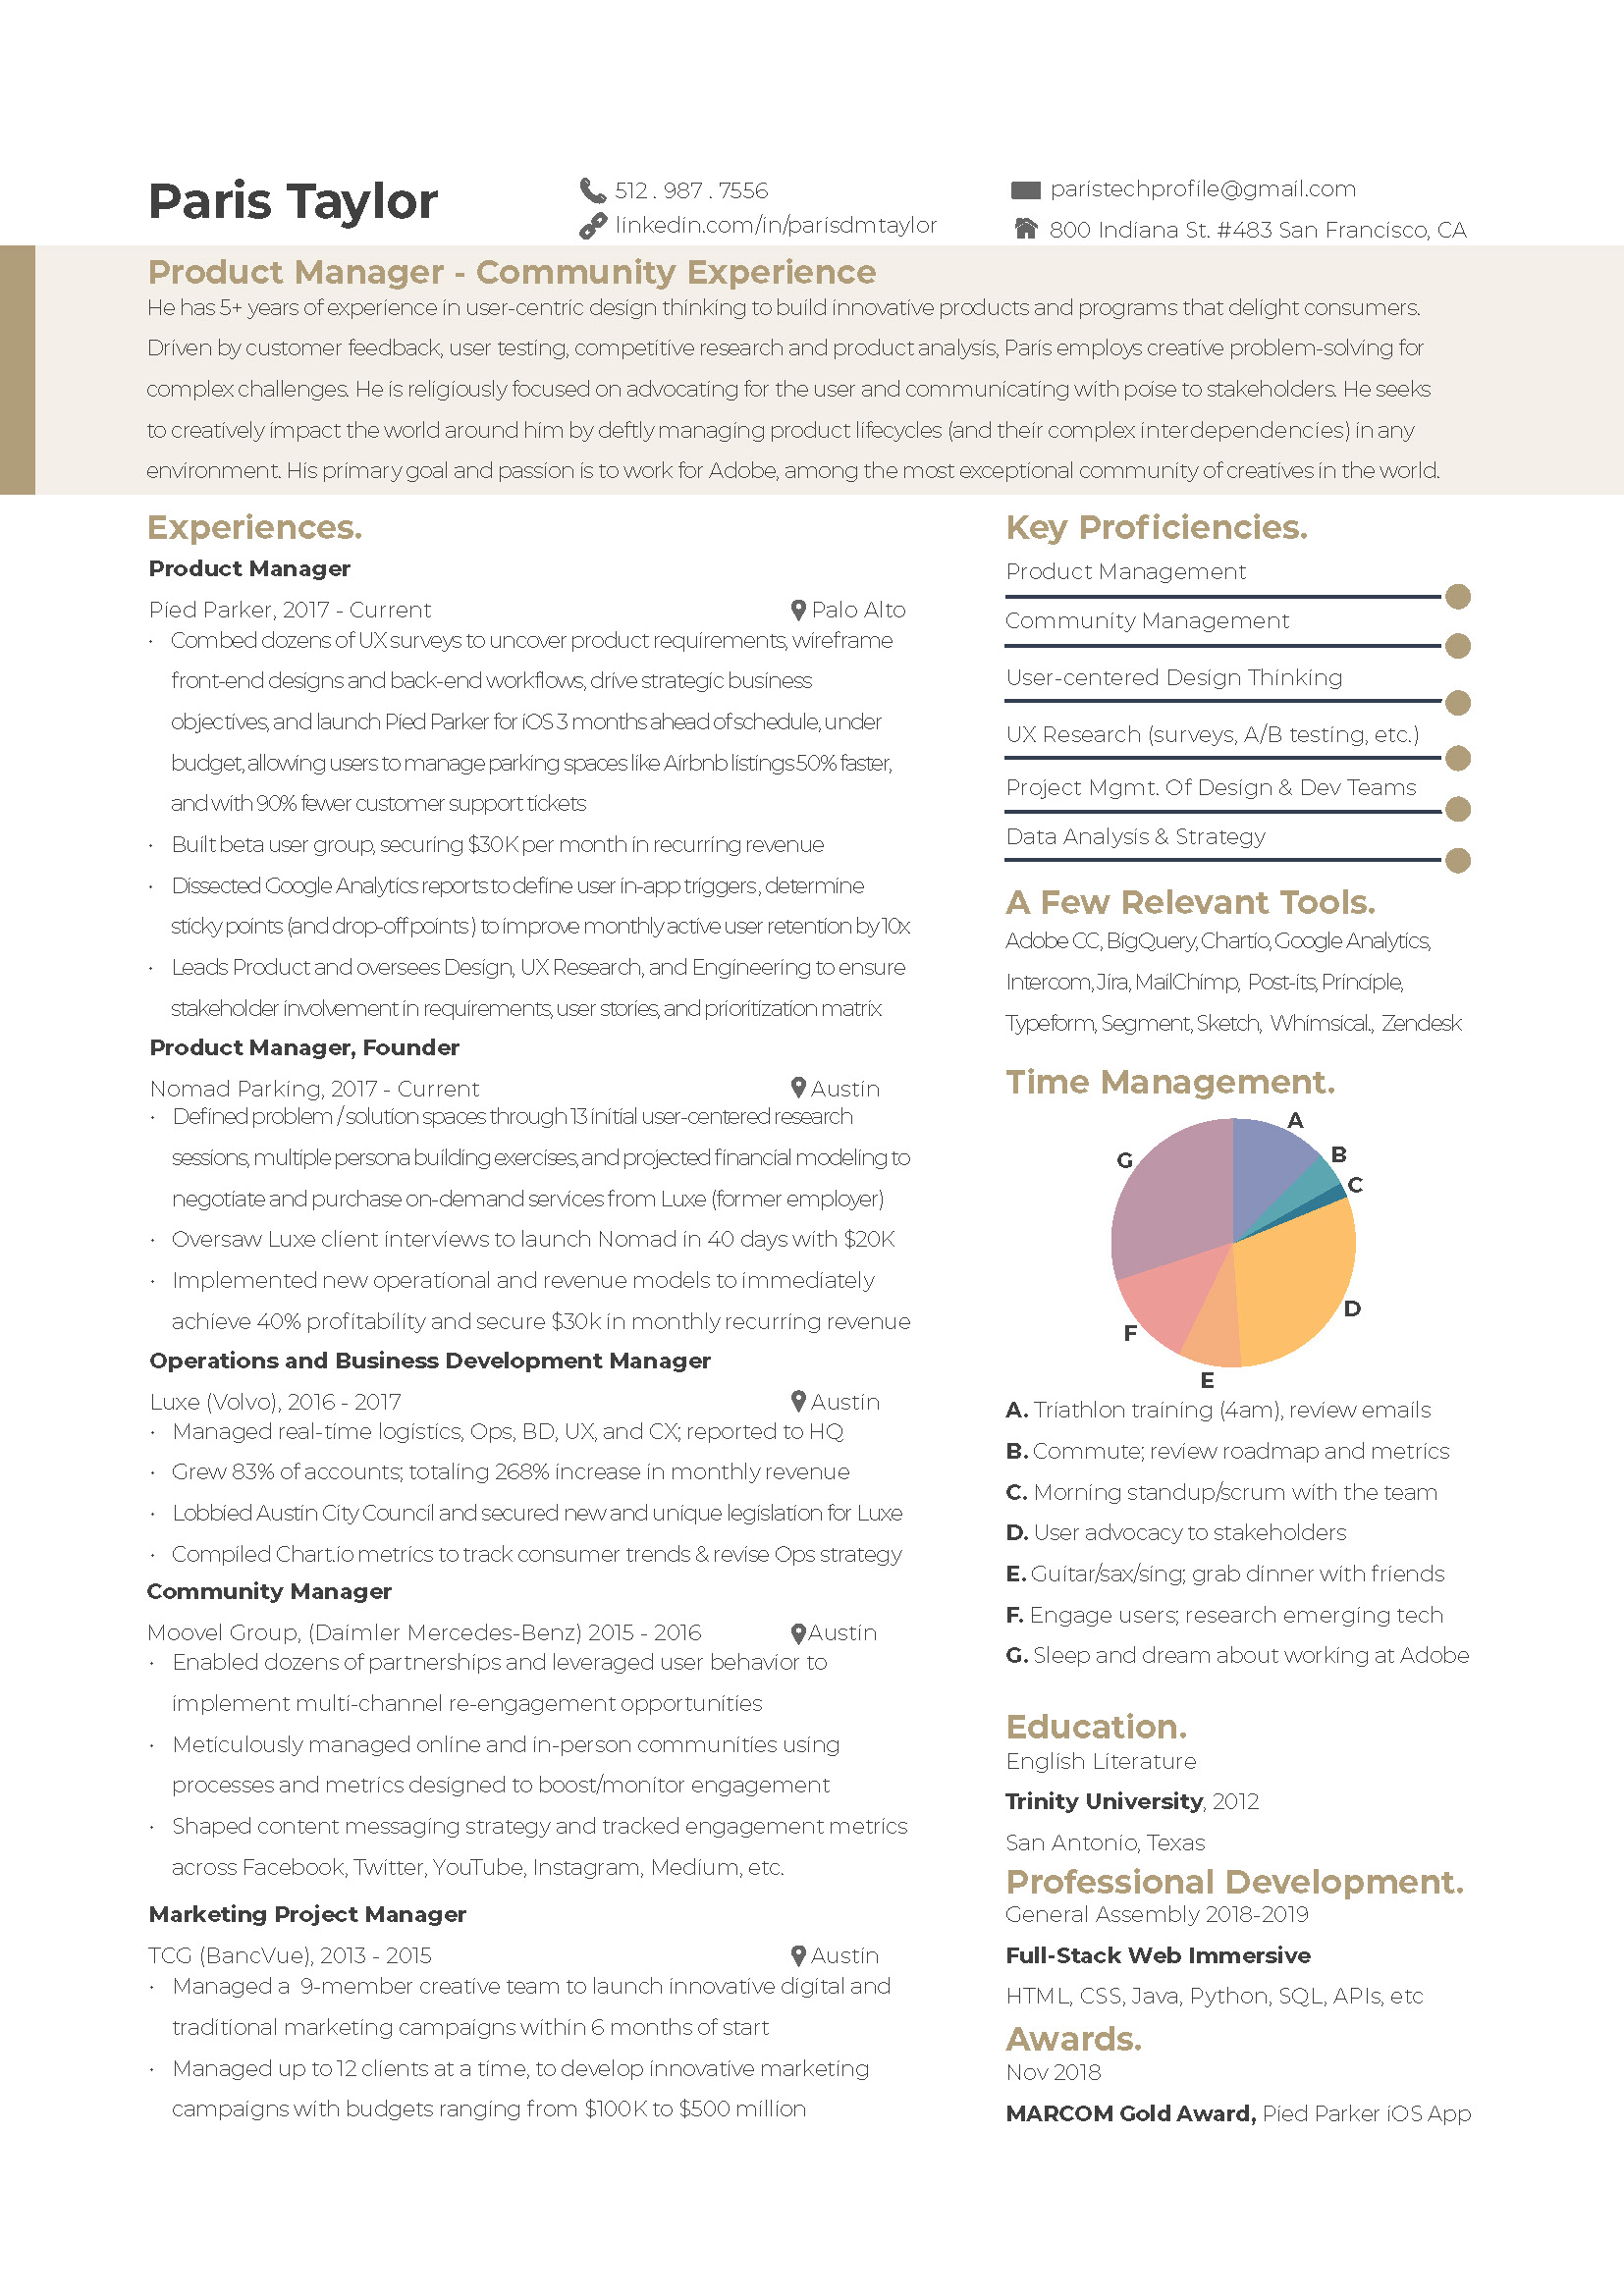 Paris Taylor
512 . 987 . 7556
linkedin.com/in/parisdmtaylor
paristechprofile@gmail.com
800 Indiana St. #483 San Francisco, CA
Product Manager - Community Experience
He has 5+ years of experience in user-centric design thinking to build innovative products and programs that delight consumers.
Driven by customer feedback, user testing, competitive research and product analysis, Paris employs creative problem-solving for
complex challenges. He is religiously focused on advocating for the user and communicating with poise to stakeholders. He seeks
to creatively impact the world around him by deftly managing product lifecycles (and their complex interdependencies) in any
environment. His primary goal and passion is to work for Adobe, among the most exceptional community of creatives in the world.
Experiences.
Product Manager
Pied Parker, 2017 - Current
Palo Alto
• Combed dozens of UX surveys to uncover product requirements, wireframe
front-end designs and back-end workflows, drive strategic business
objectives, and launch Pied Parker for iOS 3 months ahead of schedule, under
budget, allowing users to manage parking spaces like Airbnb listings 50% faster,
and with 90% fewer customer support tickets
• Built beta user group, securing $30K per month in recurring revenue
• Dissected Google Analytics reports to define user in-app triggers, determine
sticky points (and drop-off points) to improve monthly active user retention by 10x
• Leads Product and oversees Design, UX Research, and Engineering to ensure
stakeholder involvement in requirements, user stories, and prioritization matrix
Product Manager, Founder
Nomad Parking, 2017 - Current
Austin
• Defined problem / solution spaces through 13 initial user-centered research
sessions, multiple persona building exercises, and projected financial modeling to
negotiate and purchase on-demand services from Luxe (former employer)
• Oversaw Luxe client interviews to launch Nomad in 40 days with $20K
• Implemented new operational and revenue models to immediately
achieve 40% profitability and secure $30k in monthly recurring revenue
Operations and Business Development Manager
Luxe (Volvo), 2016 - 2017
Austin
• Managed real-time logistics, Ops, BD, UX, and CX; reported to HQ
• Grew 83% of accounts; totaling 268% increase in monthly revenue
• Lobbied Austin City Council and secured new and unique legislation for Luxe
• Compiled Chart.io metrics to track consumer trends & revise Ops strategy
Community Manager
Moovel Group, (Daimler Mercedes-Benz) 2015 - 2016
Austin
• Enabled dozens of partnerships and leveraged user behavior to
implement multi-channel re-engagement opportunities
• Meticulously managed online and in-person communities using
processes and metrics designed to boost/monitor engagement
• Shaped content messaging strategy and tracked engagement metrics
across Facebook, Twitter, YouTube, Instagram, Medium, etc.
Marketing Project Manager
TCG (BancVue), 2013 - 2015
Austin
• Managed a 9-member creative team to launch innovative digital and
traditional marketing campaigns within 6 months of start
• Managed up to 12 clients at a time, to develop innovative marketing
campaigns with budgets ranging from $100K to $500 million
Key Proficiencies.
Product Management
Community Management
User-centered Design Thinking
UX Research (surveys, A/B testing, etc.)
Project Mgmt. Of Design & Dev Teams
Data Analysis & Strategy
A Few Relevant Tools.
Adobe CC, BigQuery, Chartio, Google Analytics,
Intercom, Jira, MailChimp, Post-its, Principle,
Typeform, Segment, Sketch, Whimsical., Zendesk
Time Management.
A
B
C
D
E
F
G
A. Triathlon training (4am), review emails
B. Commute; review roadmap and metrics
C. Morning standup/scrum with the team
D. User advocacy to stakeholders
E. Guitar/sax/sing; grab dinner with friends
F. Engage users; research emerging tech
G. Sleep and dream about working at Adobe
Education.
English Literature
Trinity University, 2012
San Antonio, Texas
Professional Development.
General Assembly 2018-2019
Full-Stack Web Immersive
HTML, CSS, Java, Python, SQL, APIs, etc
Awards.
Nov 2018
MARCOM Gold Award, Pied Parker iOS App